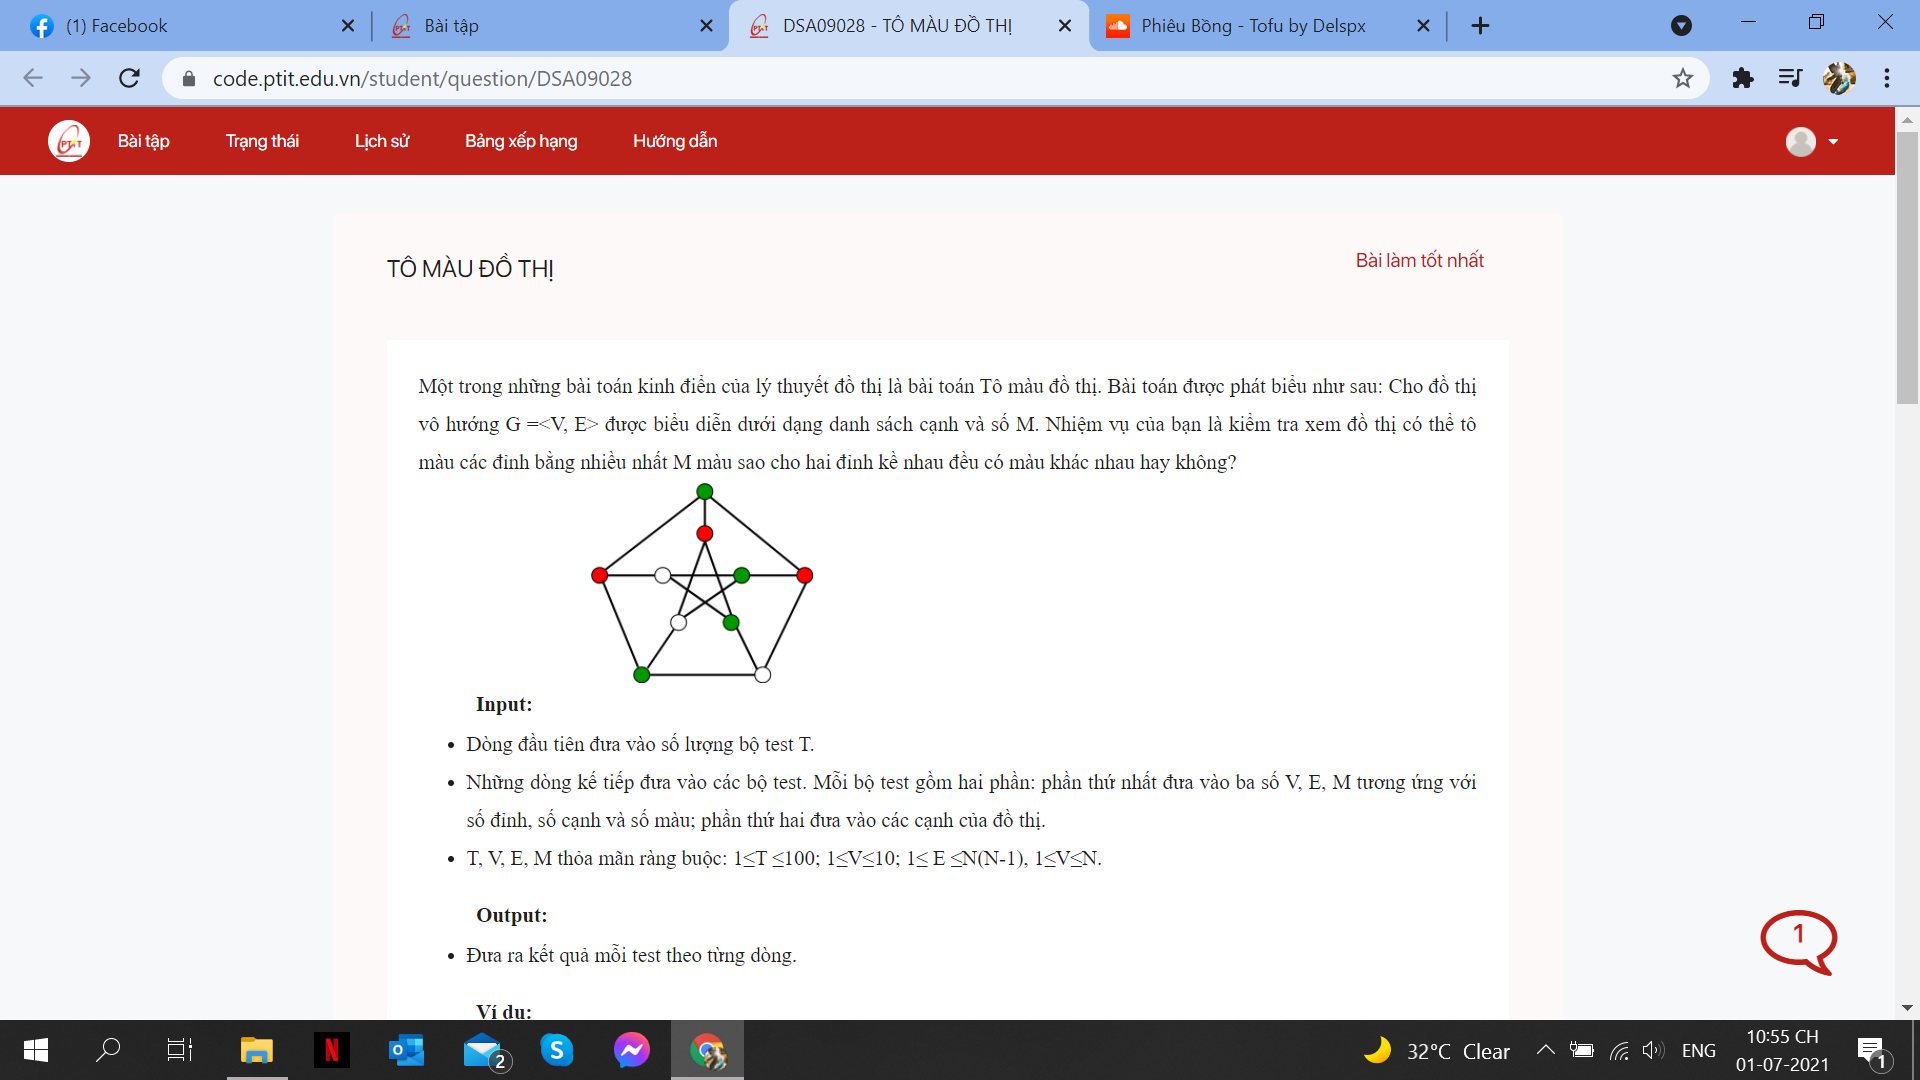 (1) Facebook
Bài tập
DSA09028 - TÔ MÀU ĐỒ THỊ
Phiêu Bồng - Tofu by Delspx
code.ptit.edu.vn/student/question/DSA09028
PTIT
Bài tập
Trạng thái
Lịch sử
Bảng xếp hạng
Hướng dẫn
TÔ MÀU ĐỒ THỊ
Bài làm tốt nhất
Một trong những bài toán kinh điển của lý thuyết đồ thị là bài toán Tô màu đồ thị. Bài toán được phát biểu như sau: Cho đồ thị
vô hướng G =<V, E> được biểu diễn dưới dạng danh sách cạnh và số M. Nhiệm vụ của bạn là kiểm tra xem đồ thị có thể tô
màu các đỉnh bằng nhiều nhất M màu sao cho hai đỉnh kề nhau đều có màu khác nhau hay không?
Input:
• Dòng đầu tiên đưa vào số lượng bộ test T.
• Những dòng kế tiếp đưa vào các bộ test. Mỗi bộ test gồm hai phần: phần thứ nhất đưa vào ba số V, E, M tương ứng với
số đỉnh, số cạnh và số màu; phần thứ hai đưa vào các cạnh của đồ thị.
• T, V, E, M thỏa mãn ràng buộc: 1≤T ≤100; 1≤V≤10; 1≤ E ≤N(N-1), 1≤V≤N.
Output:
• Đưa ra kết quả mỗi test theo từng dòng.
Ví dụ:
1
N
2
32°C Clear
ENG
10:55 CH
01-07-2021
1